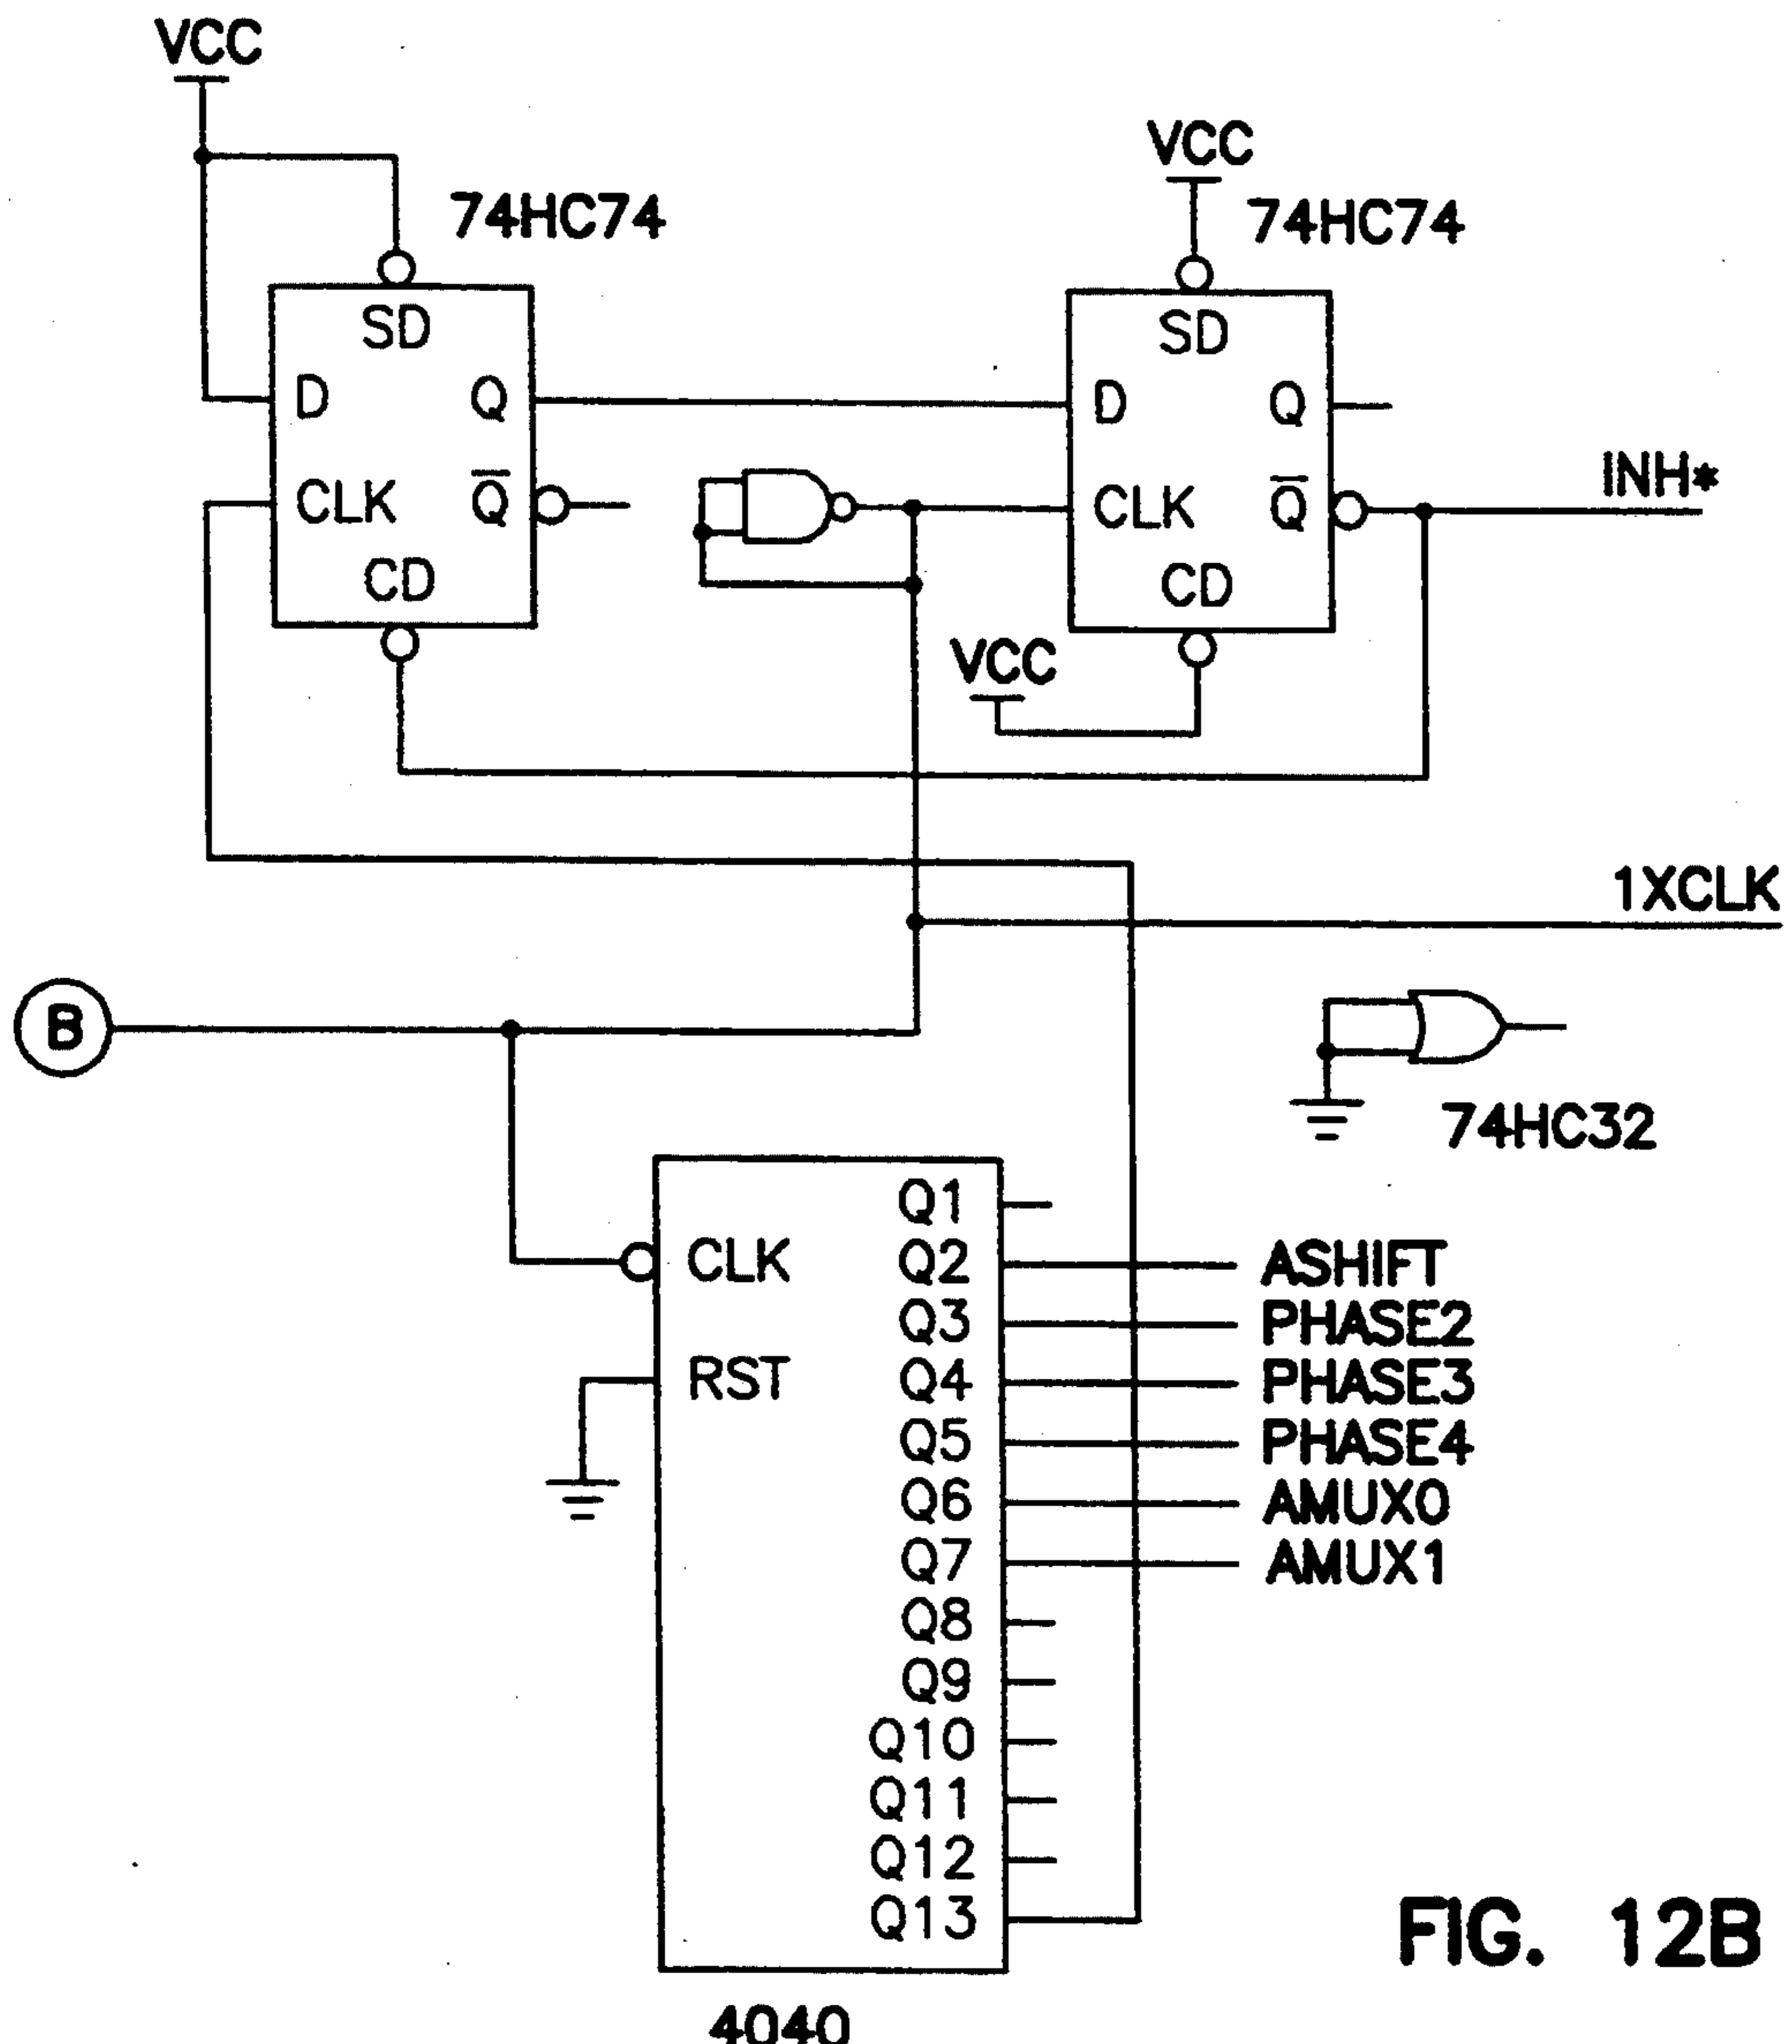 VCC
VCC
74HC74
74HC74
SD
SD
D
Q
D
Q
INH*
CLK
Q̅
CLK
Q̅
CD
CD
VCC
1XCLK
B
74HC32
Q1
CLK
Q2
ASHIFT
Q3
PHASE2
RST
Q4
PHASE3
Q5
PHASE4
Q6
AMUX0
Q7
AMUX1
Q8
Q9
Q10
Q11
Q12
Q13
FIG. 12B
4040